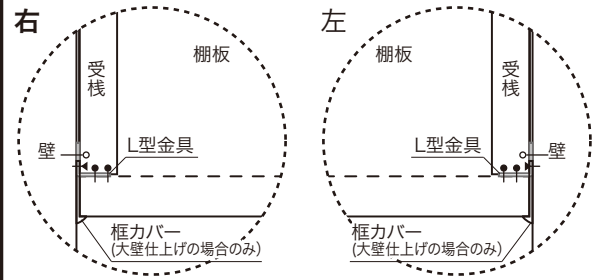 右
受桟
棚板
壁
L型金具
框カバー
(大壁仕上げの場合のみ)
左
棚板
受桟
L型金具
壁
框カバー
(大壁仕上げの場合のみ)